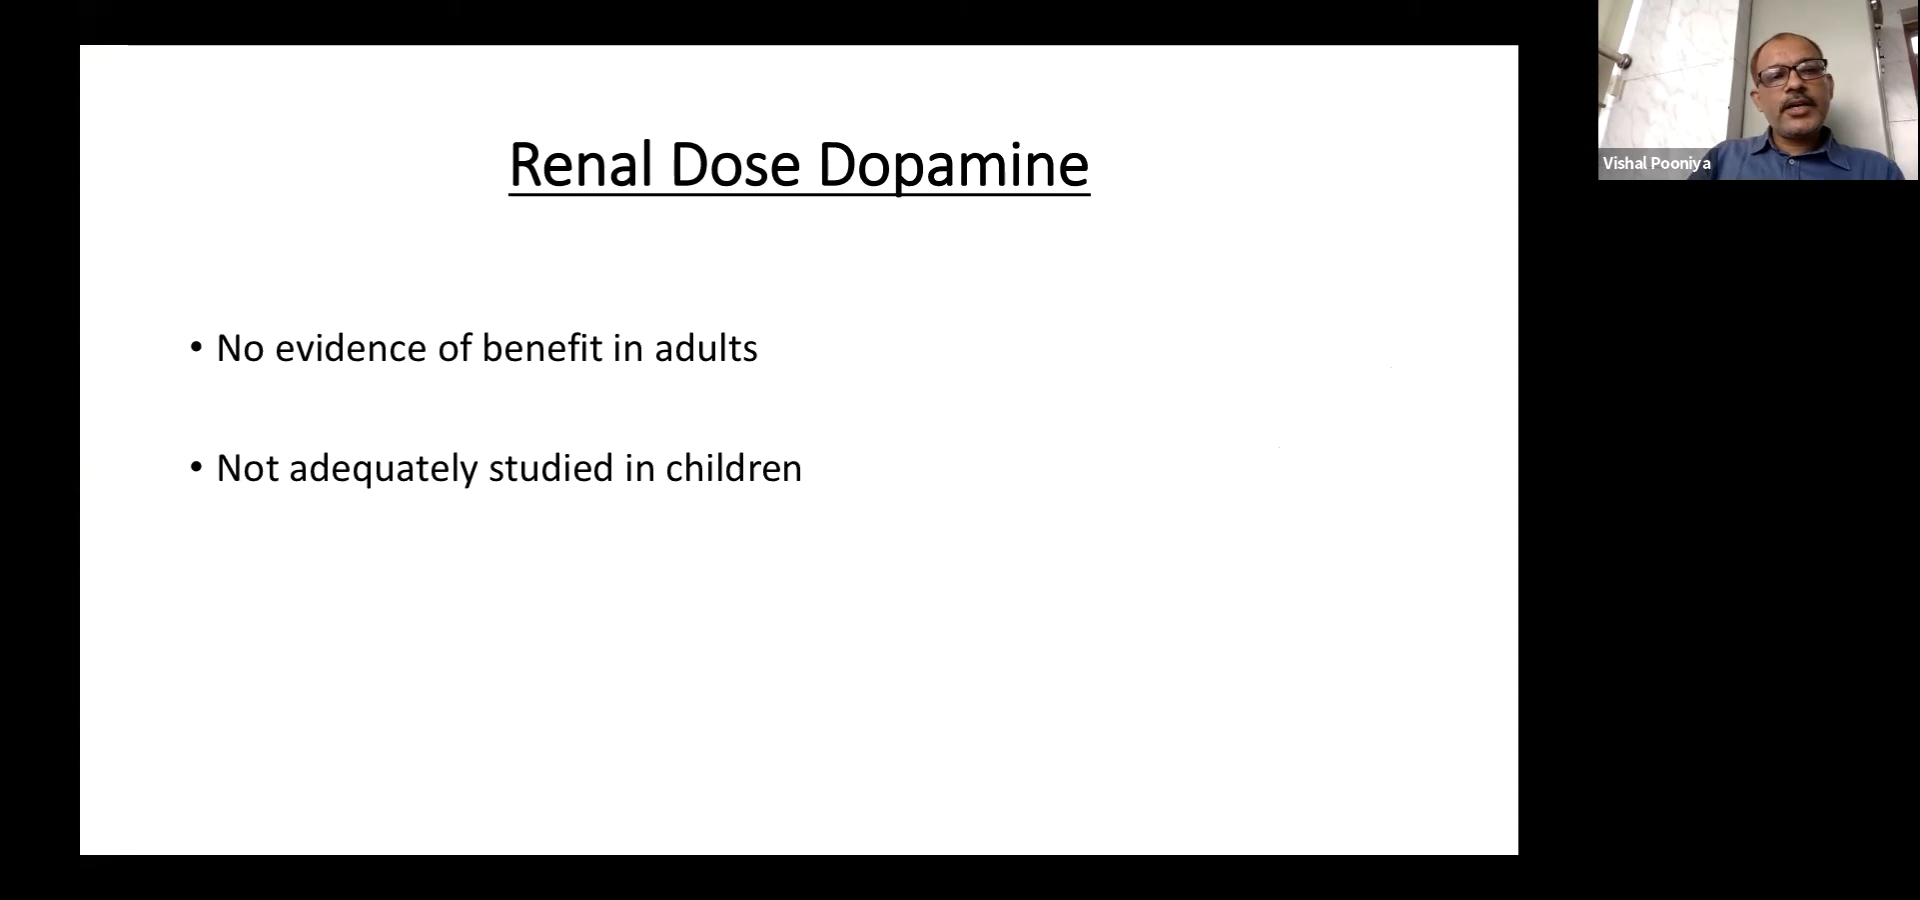 Renal Dose Dopamine
• No evidence of benefit in adults
• Not adequately studied in children
Vishal Pooniya